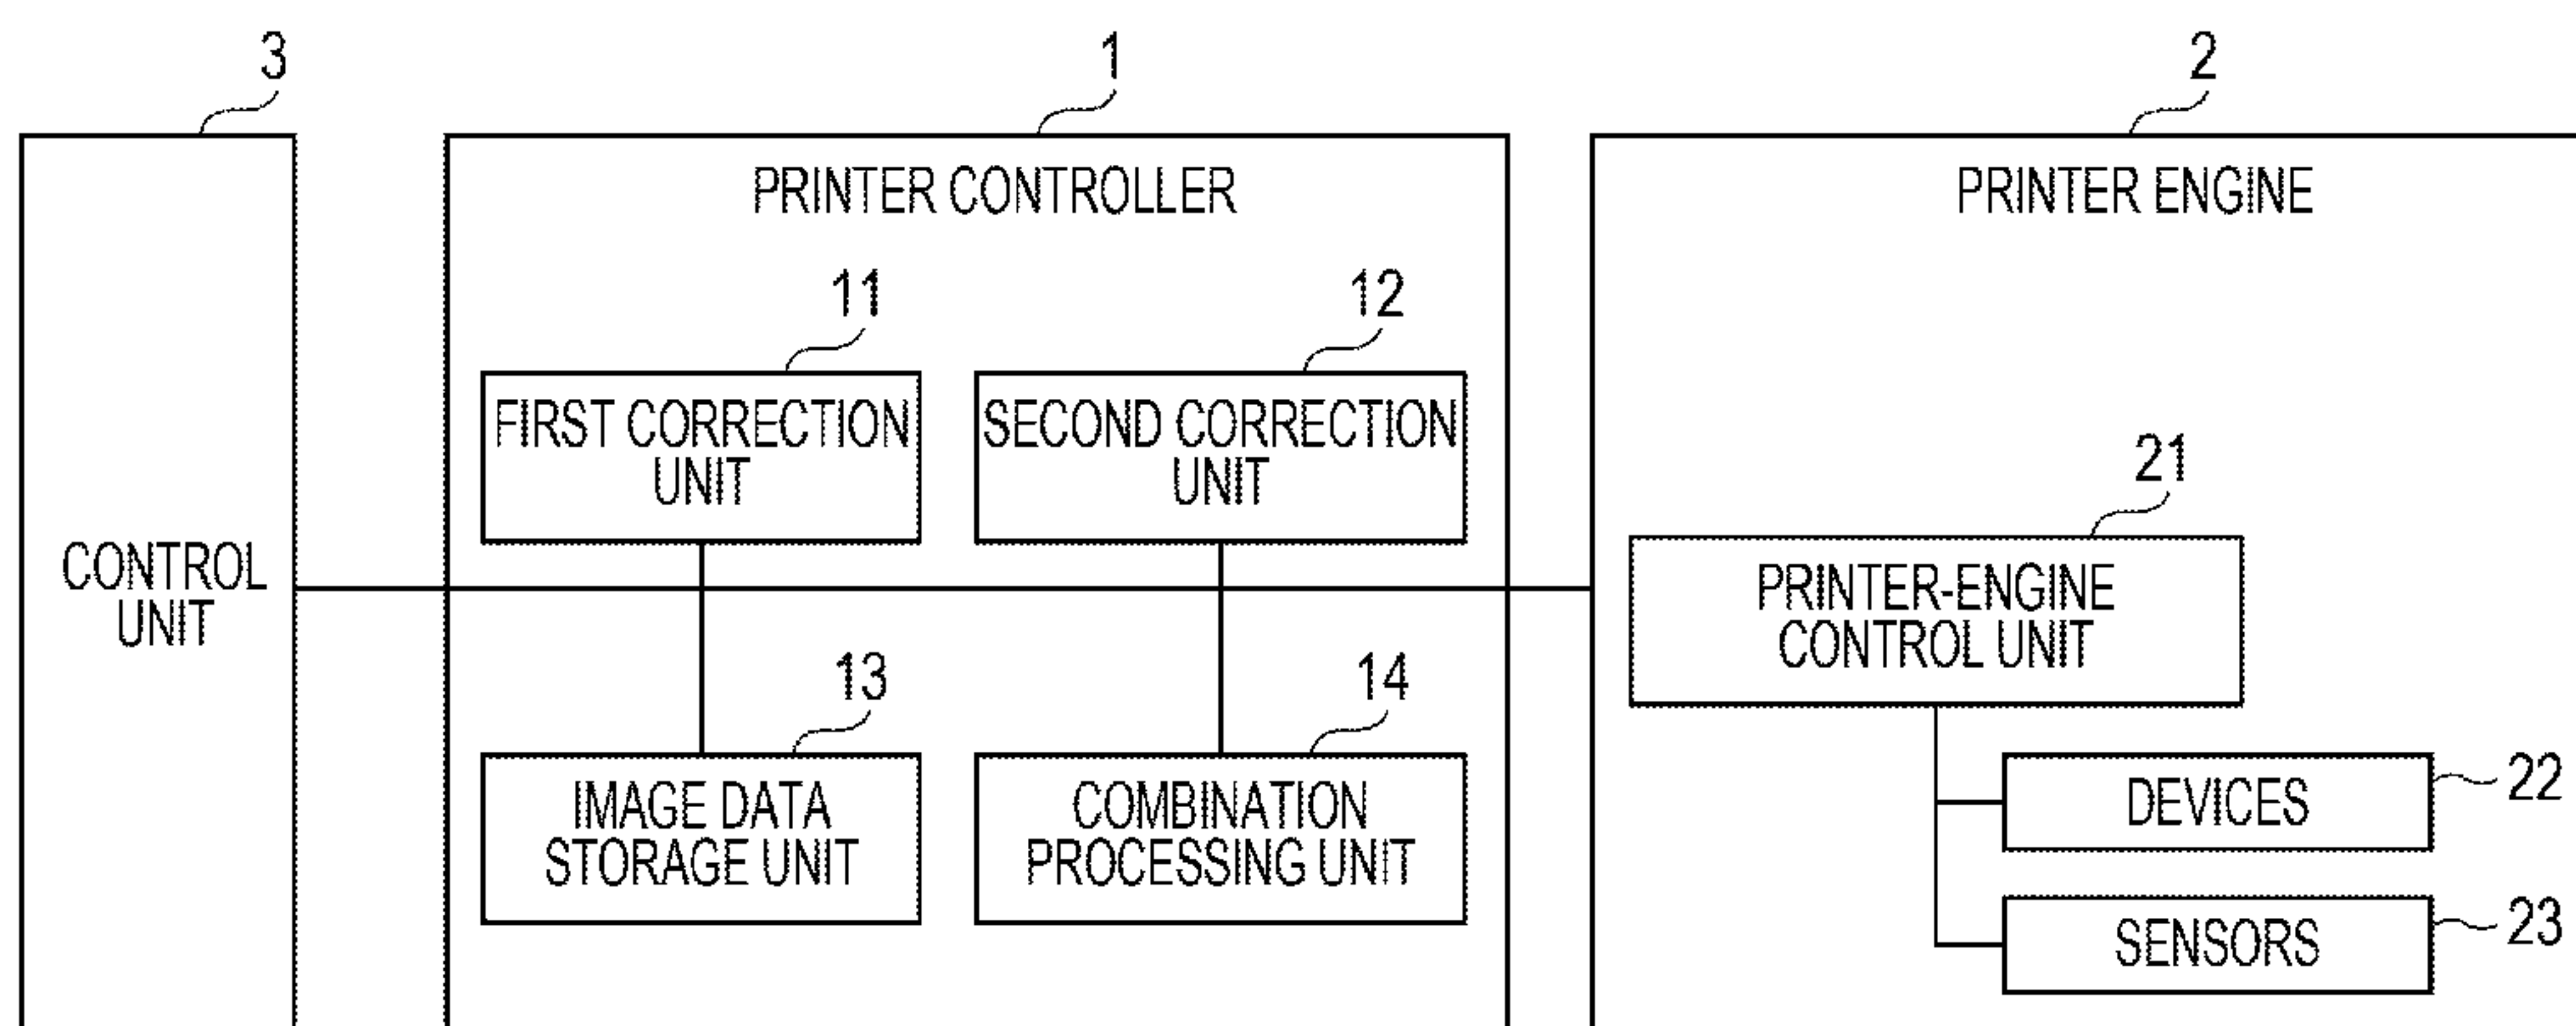 3
1
2
PRINTER CONTROLLER
PRINTER ENGINE
11
12
FIRST CORRECTION
UNIT
SECOND CORRECTION
UNIT
21
CONTROL
UNIT
PRINTER-ENGINE
CONTROL UNIT
13
14
IMAGE DATA
STORAGE UNIT
COMBINATION
PROCESSING UNIT
DEVICES
22
SENSORS
23